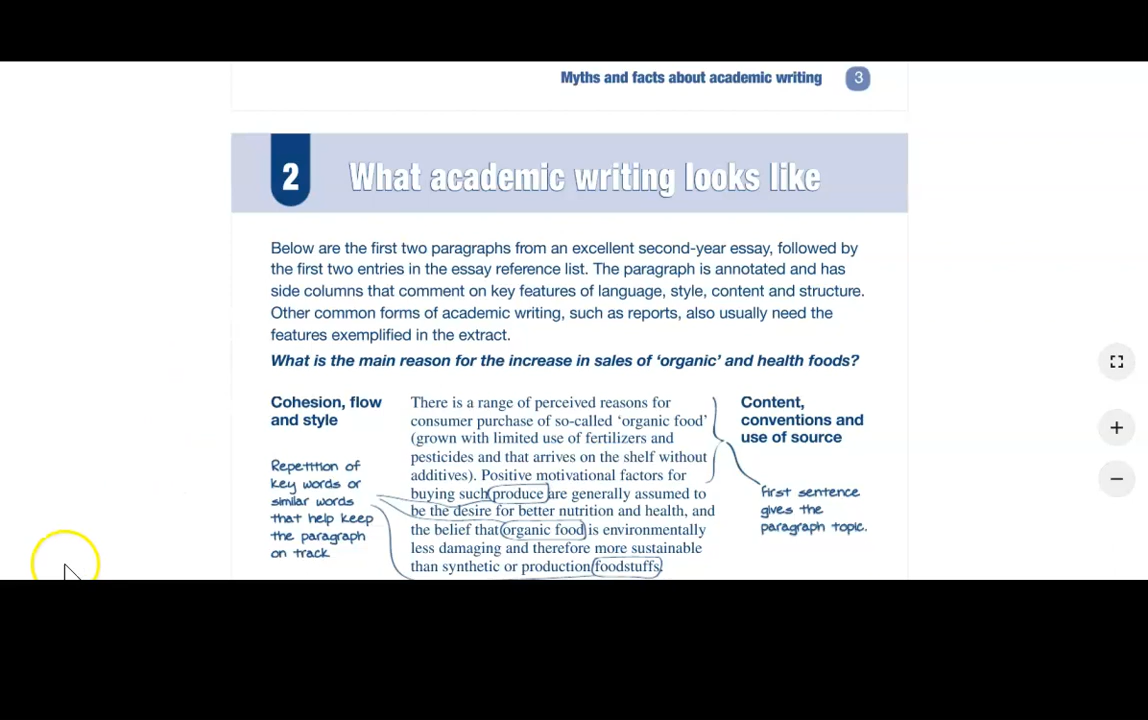 Myths and facts about academic writing 3
2 What academic writing looks like
Below are the first two paragraphs from an excellent second-year essay, followed by
the first two entries in the essay reference list. The paragraph is annotated and has
side columns that comment on key features of language, style, content and structure.
Other common forms of academic writing, such as reports, also usually need the
features exemplified in the extract.
What is the main reason for the increase in sales of ‘organic’ and health foods?
Cohesion, flow
and style
Repetition of
key words or
similar words
that help keep
the paragraph
on track
There is a range of perceived reasons for
consumer purchase of so-called ‘organic food’
(grown with limited use of fertilizers and
pesticides and that arrives on the shelf without
additives). Positive motivational factors for
buying such produce are generally assumed to
be the desire for better nutrition and health, and
the belief that organic food is environmentally
less damaging and therefore more sustainable
than synthetic or production foodstuffs.
Content,
conventions and
use of source
First sentence
gives the
paragraph topic.